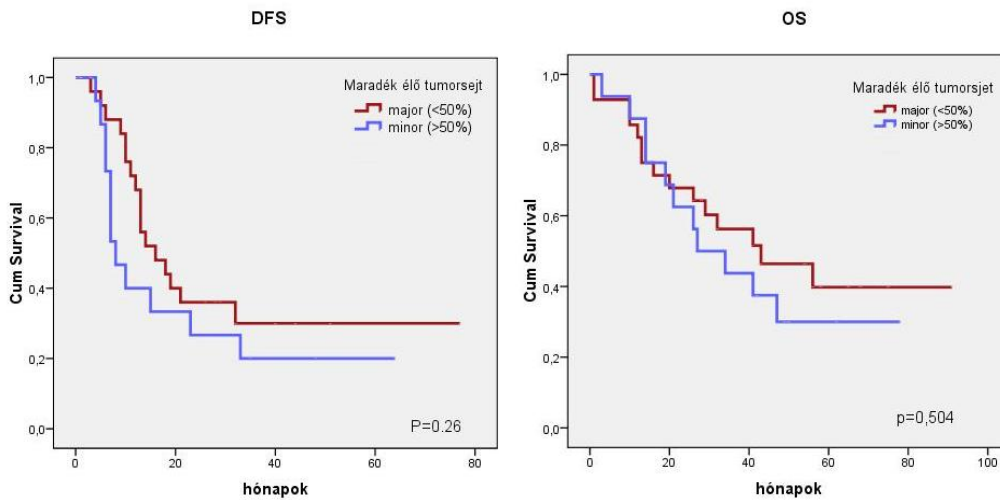 DFS
Maradék élő tumorsejt
major (<50%)
minor (>50%)
1,0
0,8
0,6
0,4
0,2
0,0
Cum Survival
P=0.26
0
20
40
60
80
hónapok
OS
Maradék élő tumorsjet
major (<50%)
minor (>50%)
1,0
0,8
0,6
0,4
0,2
0,0
Cum Survival
p=0,504
0
20
40
60
80
100
hónapok